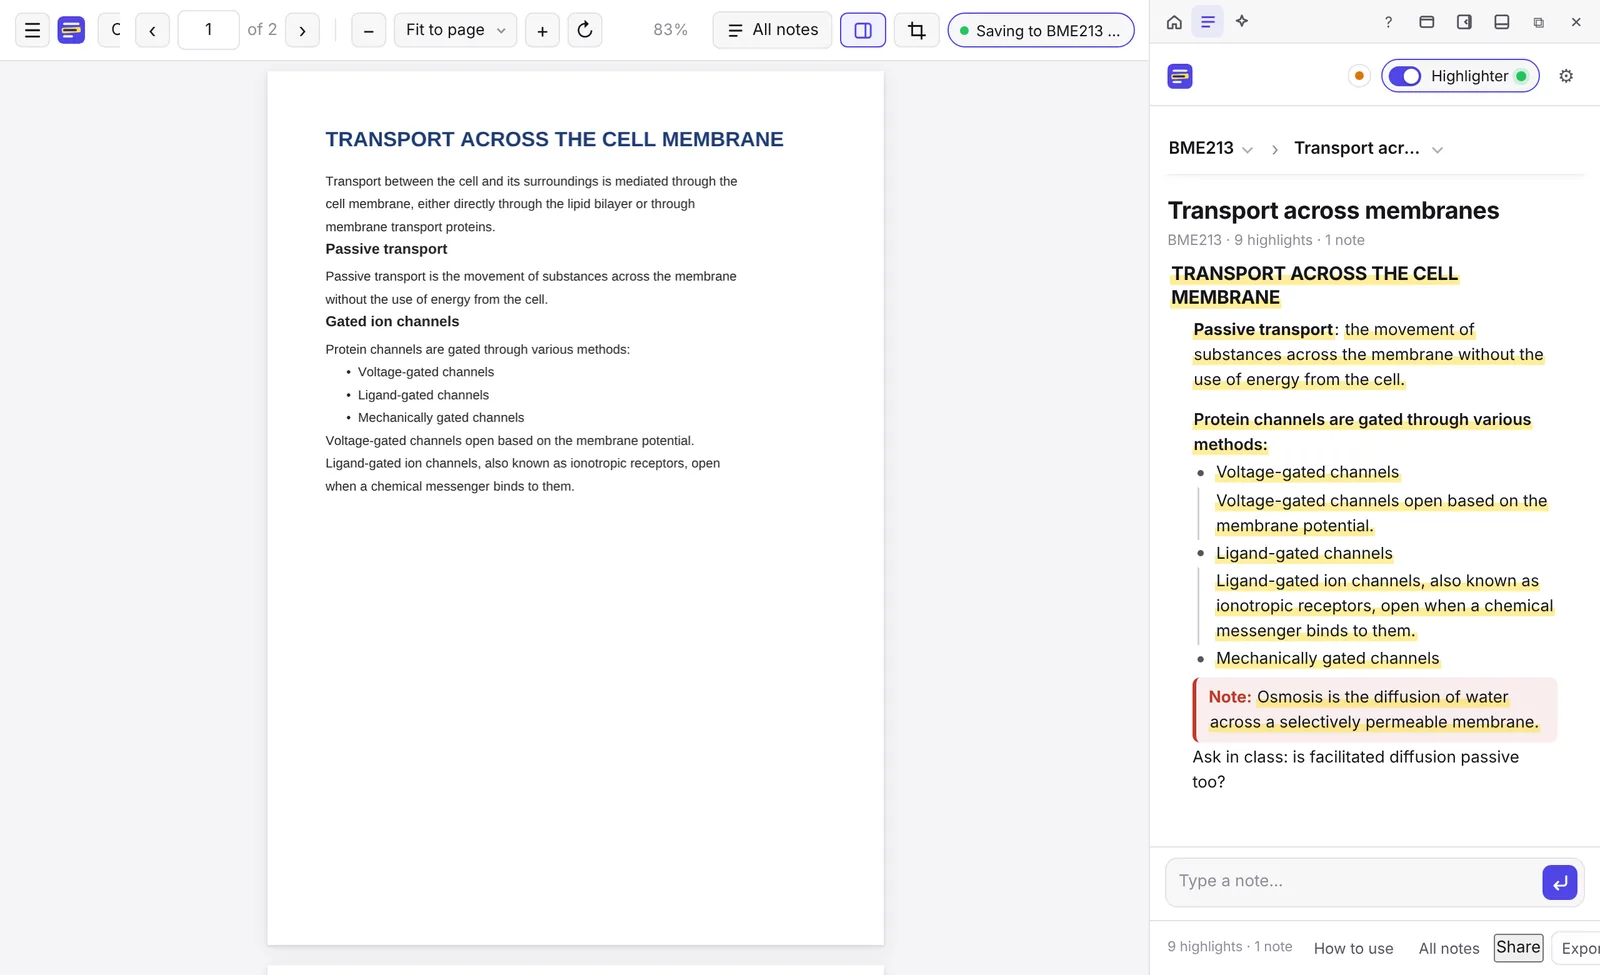 1 of 2
Fit to page
83%
All notes
Saving to BME213 ...
TRANSPORT ACROSS THE CELL MEMBRANE
Transport between the cell and its surroundings is mediated through the
cell membrane, either directly through the lipid bilayer or through
membrane transport proteins.
Passive transport
Passive transport is the movement of substances across the membrane
without the use of energy from the cell.
Gated ion channels
Protein channels are gated through various methods:
• Voltage-gated channels
• Ligand-gated channels
• Mechanically gated channels
Voltage-gated channels open based on the membrane potential.
Ligand-gated ion channels, also known as ionotropic receptors, open
when a chemical messenger binds to them.
Highlighter
BME213 › Transport acr...
Transport across membranes
BME213 · 9 highlights · 1 note
TRANSPORT ACROSS THE CELL
MEMBRANE
Passive transport: the movement of
substances across the membrane without the
use of energy from the cell.
Protein channels are gated through various
methods:
• Voltage-gated channels
Voltage-gated channels open based on the
membrane potential.
• Ligand-gated channels
Ligand-gated ion channels, also known as
ionotropic receptors, open when a chemical
messenger binds to them.
• Mechanically gated channels
Note: Osmosis is the diffusion of water
across a selectively permeable membrane.
Ask in class: is facilitated diffusion passive
too?
Type a note...
9 highlights · 1 note
How to use
All notes
Share